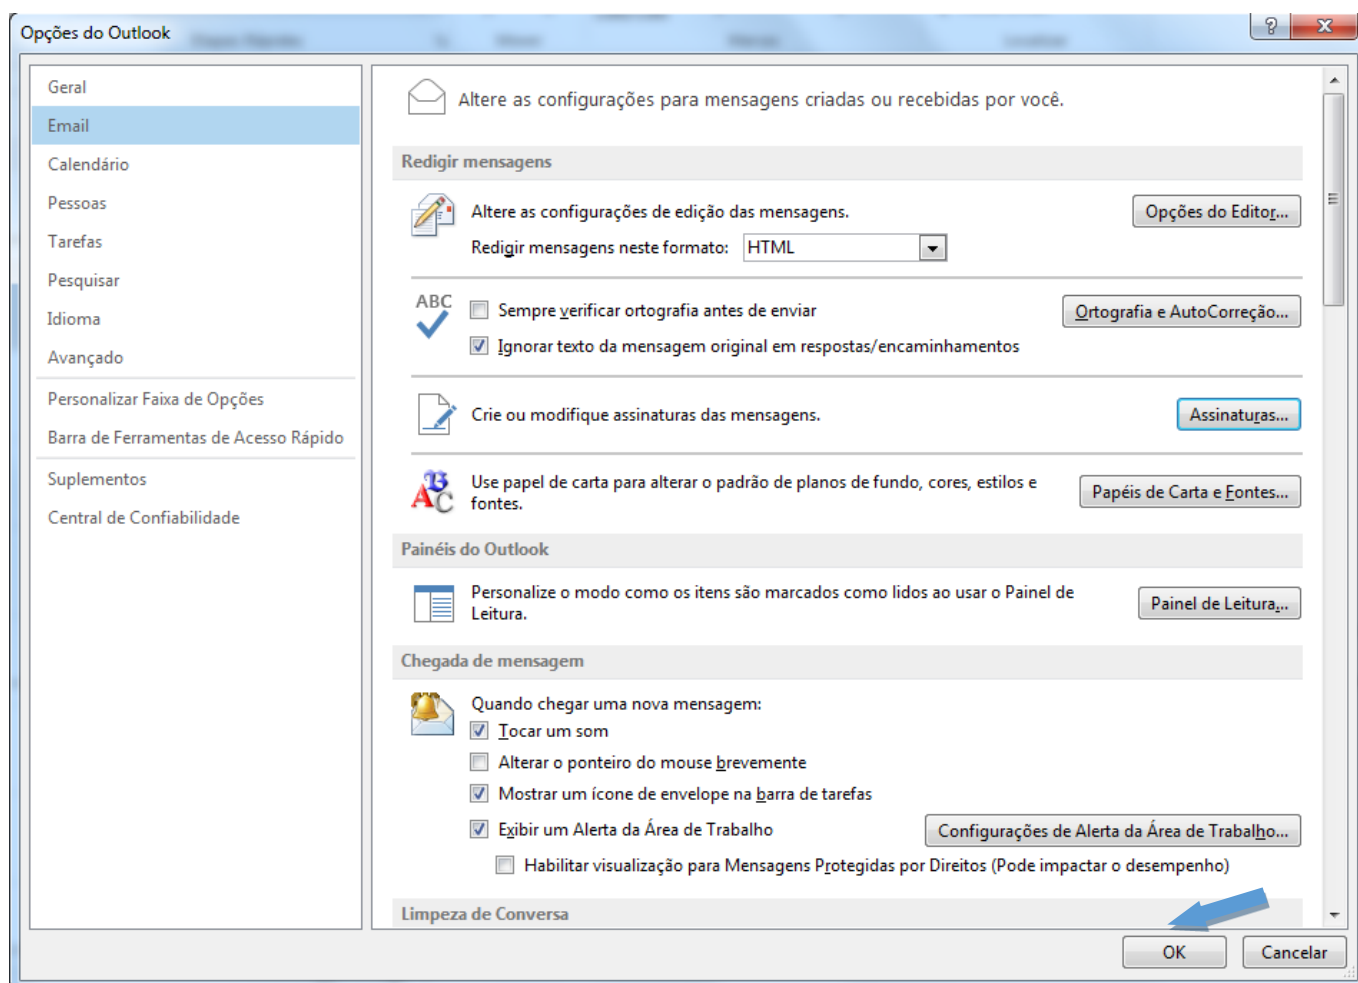 Opções do Outlook
Geral
Email
Calendário
Pessoas
Tarefas
Pesquisar
Idioma
Avançado
Personalizar Faixa de Opções
Barra de Ferramentas de Acesso Rápido
Suplementos
Central de Confiabilidade
Altere as configurações para mensagens criadas ou recebidas por você.
Redigir mensagens
Altere as configurações de edição das mensagens.
Opções do Editor...
Redigir mensagens neste formato: HTML
ABC
Sempre verificar ortografia antes de enviar
Ortografia e AutoCorreção...
Ignorar texto da mensagem original em respostas/encaminhamentos
Crie ou modifique assinaturas das mensagens.
Assinaturas...
Use papel de carta para alterar o padrão de planos de fundo, cores, estilos e
fontes.
Papéis de Carta e Fontes...
Painéis do Outlook
Personalize o modo como os itens são marcados como lidos ao usar o Painel de
Leitura.
Painel de Leitura...
Chegada de mensagem
Quando chegar uma nova mensagem:
Tocar um som
Alterar o ponteiro do mouse brevemente
Mostrar um ícone de envelope na barra de tarefas
Exibir um Alerta da Área de Trabalho
Configurações de Alerta da Área de Trabalho...
Habilitar visualização para Mensagens Protegidas por Direitos (Pode impactar o desempenho)
Limpeza de Conversa
OK
Cancelar